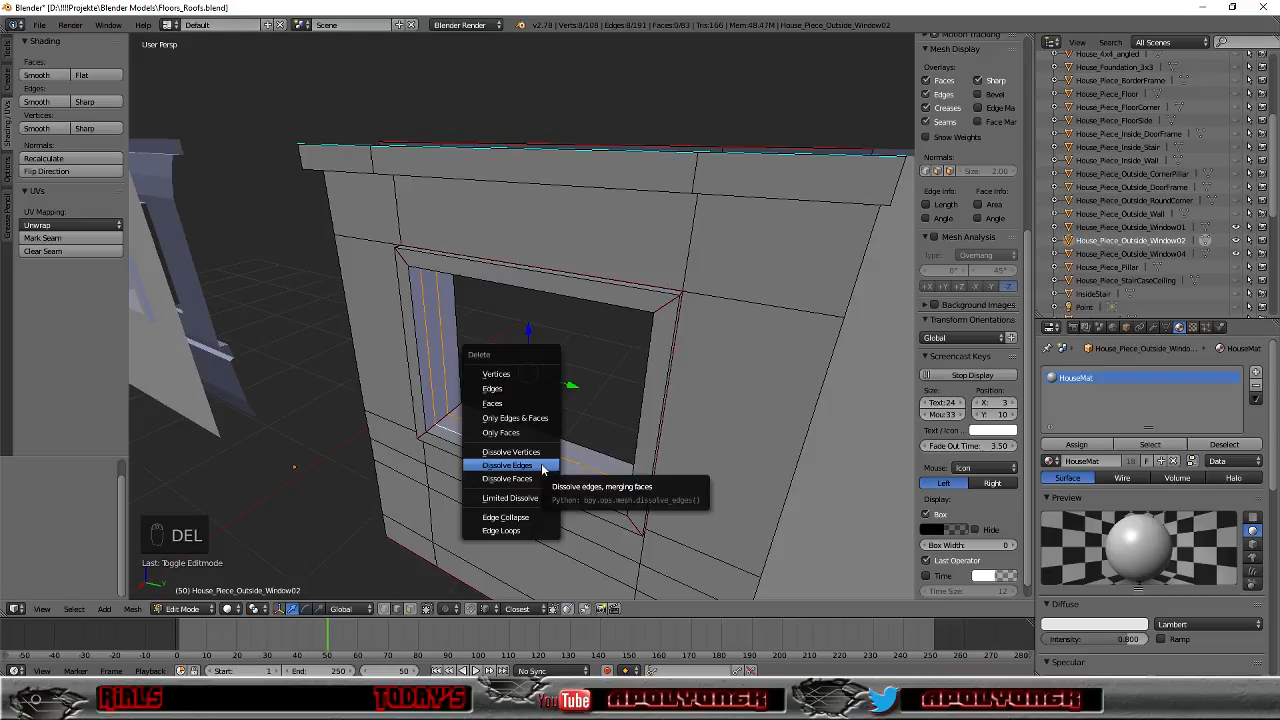 Blender* [D:\!!!!Projekte\Blender Models\Floors_Roofs.blend]
File Render Window Help Default Scene Blender Render v2.78 | Verts:8/108 | Edges:8/191 | Faces:0/83 | Tris:166 | Mem:48.47M | House_Piece_Outside_Window02
Shading
Faces:
Smooth Flat
Edges:
Smooth Sharp
Vertices:
Smooth Sharp
Normals:
Recalculate
Flip Direction
UVs
UV Mapping:
Unwrap
Mark Seam
Clear Seam
Tools
Create
Shading / UVs
Options
Grease Pencil
User Persp
Delete
Vertices
Edges
Faces
Only Edges & Faces
Only Faces
Dissolve Vertices
Dissolve Edges
Dissolve Faces
Limited Dissolve
Edge Collapse
Edge Loops
Dissolve edges, merging faces
Python: bpy.ops.mesh.dissolve_edges()
DEL
Last: Toggle Editmode
(50) House_Piece_Outside_Window02
View Select Add Mesh Edit Mode Global Closest
Motion Tracking
Mesh Display
Overlays:
Faces Sharp
Edges Bevel
Creases Edge Ma
Seams Face Mar
Show Weights
Normals:
Size: 2.00
Edge Info: Face Info:
Length Area
Angle Angle
Mesh Analysis
Type: Overhang
0° 45°
+X +Y +Z -X -Y -Z
Background Images
Transform Orientations
Global
Screencast Keys
Stop Display
Size: Position:
Text:24 X: 3
Mou:33 Y: 10
Text / Icon ...
Fade Out Time: 3.50
Mouse: Icon
Left Right
Display:
Box
Hide
Box Width: 0
Last Operator
Time
Time Size: 12
View Search All Scenes
House_4x4_angled
House_Foundation_3x3
House_Piece_BorderFrame
House_Piece_Floor
House_Piece_FloorCorner
House_Piece_FloorSide
House_Piece_Inside_DoorFrame
House_Piece_Inside_Stair
House_Piece_Inside_Wall
House_Piece_Outside_CornerPillar
House_Piece_Outside_DoorFrame
House_Piece_Outside_RoundCorner
House_Piece_Outside_Wall
House_Piece_Outside_Window01
House_Piece_Outside_Window02
House_Piece_Outside_Window04
House_Piece_Pillar
House_Piece_StairCaseCeiling
InsideStair
Point
House_Piece_Outside_Windo... HouseMat
HouseMat
Assign Select Deselect
HouseMat 18 F Data
Surface Wire Volume Halo
Preview
Diffuse
Lambert
Intensity: 0.800 Ramp
Specular
-50 -40 -30 -20 -10 0 10 20 30 40 50 60 70 80 90 100 110 120 130 140 150 160 170 180 190 200 210 220 230 240 250 260 270 280
View Marker Frame Playback Start: 1 End: 250 50 No Sync
RIALS TODAY'S YouTube APOLYONGK APOLYONGK